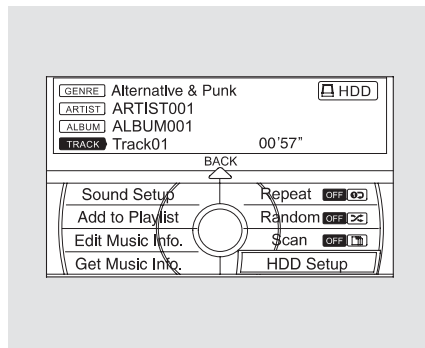 GENRE Alternative & Punk HDD
ARTIST ARTIST001
ALBUM ALBUM001
TRACK Track01 00'57"
BACK
Sound Setup Repeat OFF
Add to Playlist Random OFF
Edit Music Info. Scan OFF
Get Music Info. HDD Setup